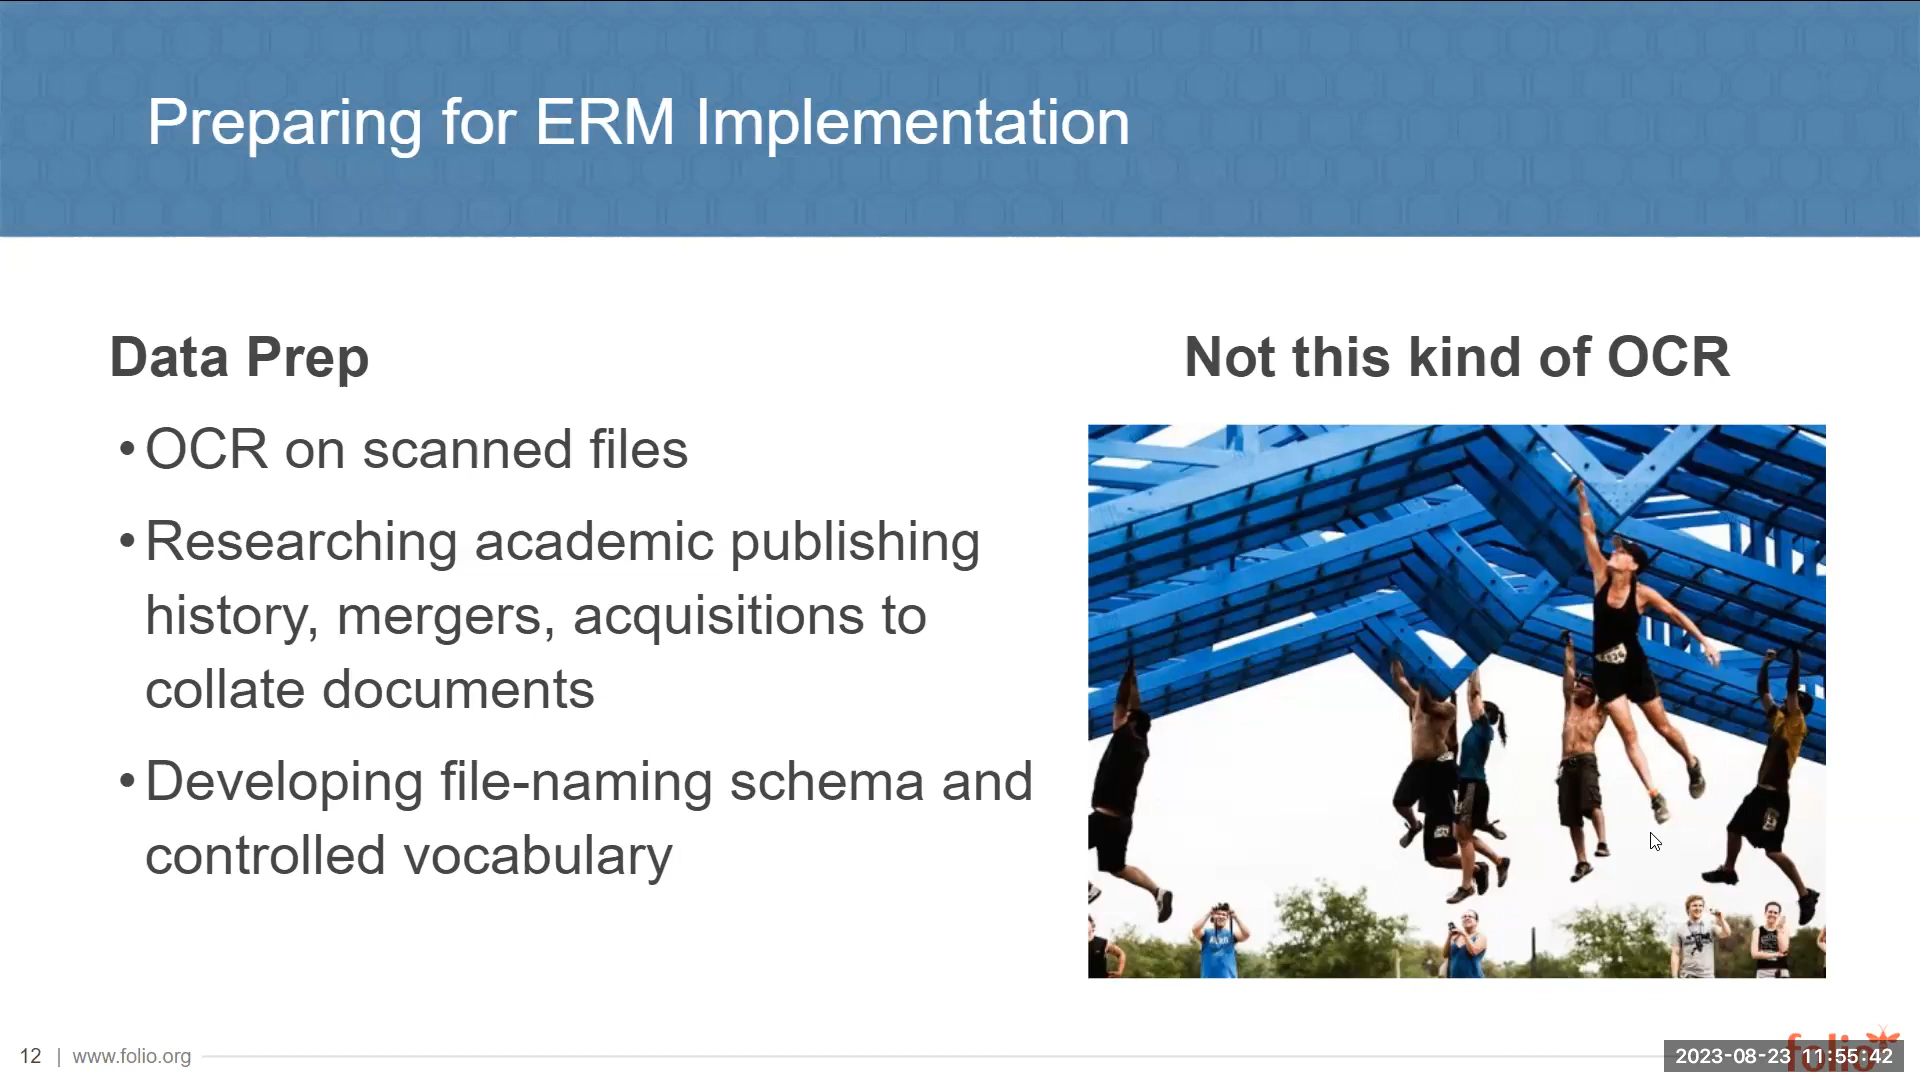 Preparing for ERM Implementation
Data Prep
•OCR on scanned files
•Researching academic publishing
history, mergers, acquisitions to
collate documents
•Developing file-naming schema and
controlled vocabulary
Not this kind of OCR
12 | www.folio.org
folio
2023-08-23 11:55:42